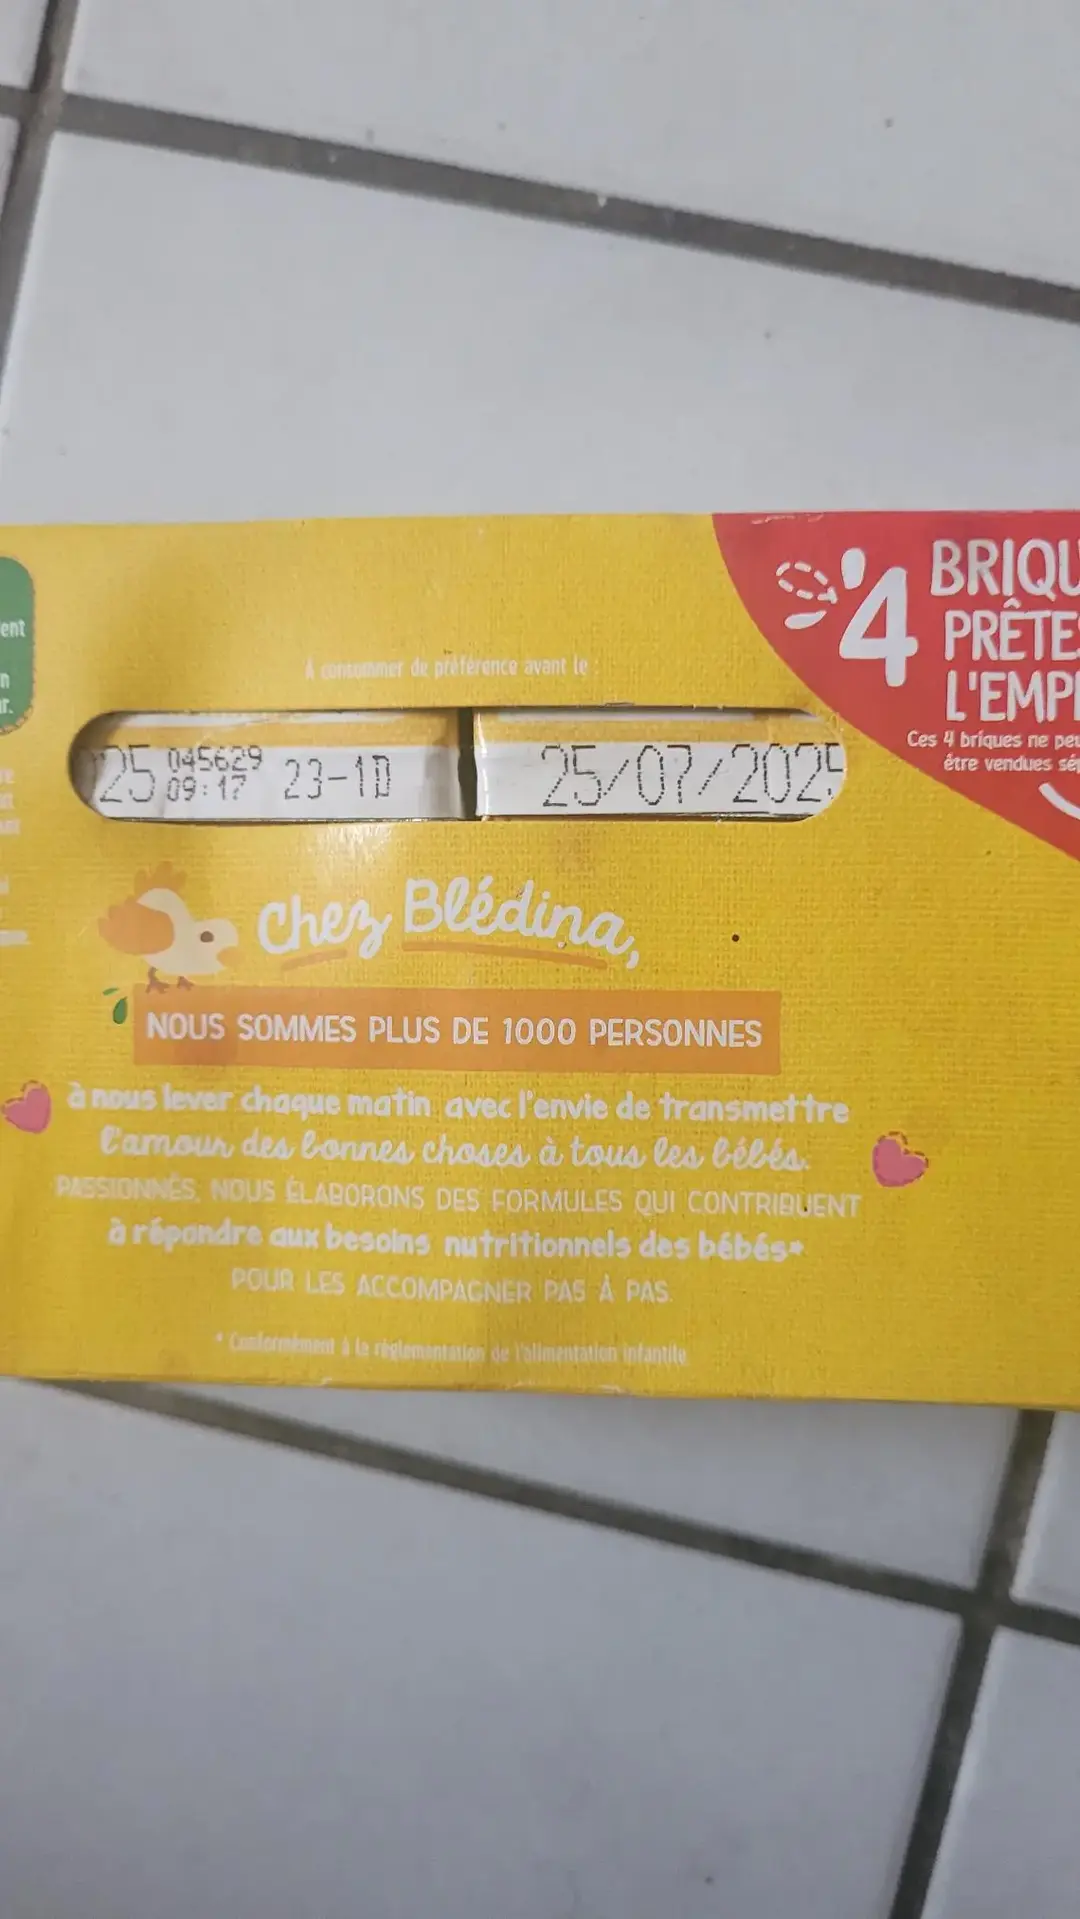 4
BRIQU
PRÊTES
L'EMPL
Ces 4 briques ne peu
être vendues sép
ent
n
r.
À consommer de préférence avant le :
25 045629
09:17 23-1D
25/07/2025
Chez Blédina,
NOUS SOMMES PLUS DE 1000 PERSONNES
à nous lever chaque matin avec l'envie de transmettre
l'amour des bonnes choses à tous les bébés.
PASSIONNÉS, NOUS ÉLABORONS DES FORMULES QUI CONTRIBUENT
à répondre aux besoins nutritionnels des bébés*
POUR LES ACCOMPAGNER PAS À PAS.
* Conformément à la réglementation de l'alimentation infantile